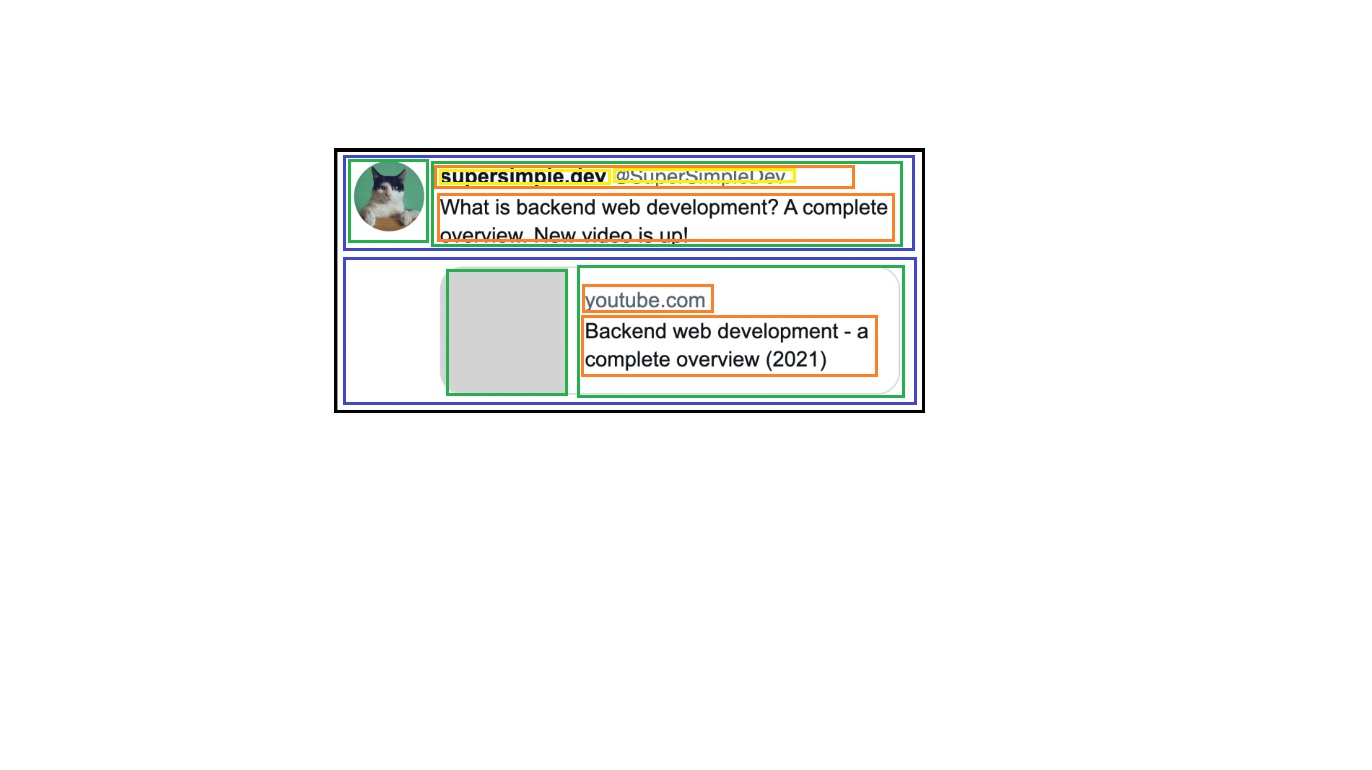 supersimple.dev @SuperSimpleDev
What is backend web development? A complete
overview. New video is up!
youtube.com
Backend web development - a
complete overview (2021)